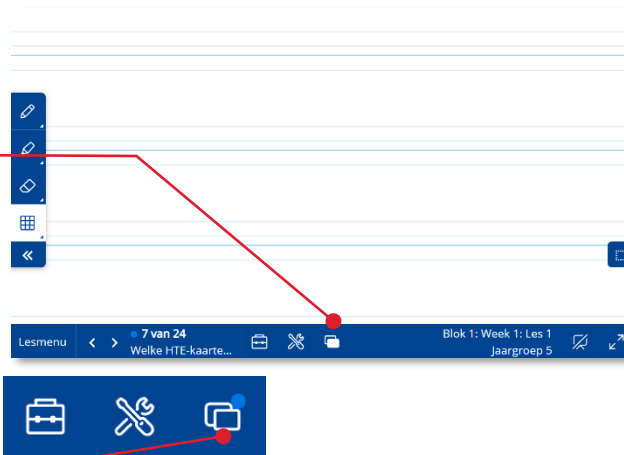 Lesmenu
7 van 24
Welke HTE-kaarte...
Blok 1: Week 1: Les 1
Jaargroep 5